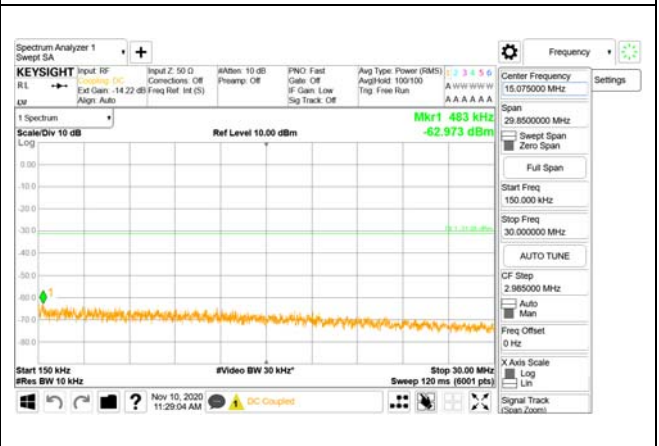 Spectrum Analyzer 1
Swept SA
+
Frequency
KEYSIGHT
Input: RF
Coupling: DC
Ext Gain: -14.22 dB
Align: Auto
Input Z: 50 Ω
Corrections: Off
Freq Ref: Int (S)
#Atten: 10 dB
Preamp: Off
PNO: Fast
Gate: Off
IF Gain: Low
Sig Track: Off
Avg Type: Power (RMS)
Avg|Hold: 100/100
Trig: Free Run
1 2 3 4 5 6
A W W W W W
A A A A A A
RL
LW
1 Spectrum
Scale/Div 10 dB
Ref Level 10.00 dBm
Mkr1 483 kHz
-62.973 dBm
Log
0.00
-10.0
-20.0
-30.0
-40.0
-50.0
-60.0
-70.0
-80.0
1
Start 150 kHz
#Res BW 10 kHz
#Video BW 30 kHz*
Stop 30.00 MHz
Sweep 120 ms (6001 pts)
Nov 10, 2020
11:29:04 AM
DC Coupled
Center Frequency
15.075000 MHz
Settings
Span
29.8500000 MHz
Swept Span
Zero Span
Full Span
Start Freq
150.000 kHz
Stop Freq
30.000000 MHz
AUTO TUNE
CF Step
2.985000 MHz
Auto
Man
Freq Offset
0 Hz
X Axis Scale
Log
Lin
Signal Track
(Span Zoom)